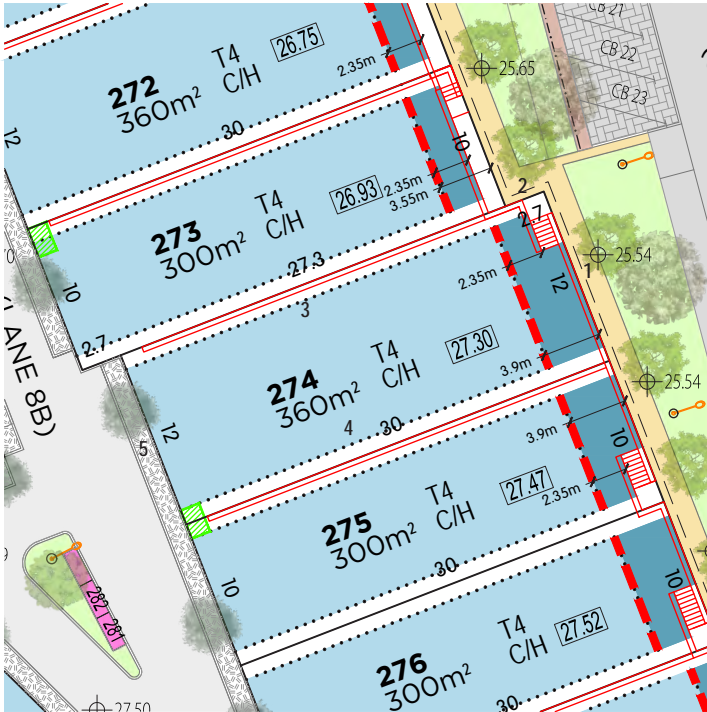 CB 21
CB 22
CB 23
25.65
272
360m²
T4
C/H
26.75
2.35m
12
30
10
273
300m²
T4
C/H
26.93
2.35m
3.55m
2
2.7
10
27.3
2.7
3
1
25.54
LANE 8B)
274
360m²
T4
C/H
27.30
2.35m
12
3.9m
25.54
12
5
4
30
275
300m²
T4
C/H
27.47
3.9m
2.35m
10
10
30
282 | 281
276
300m²
T4
C/H
27.52
10
30
27.50